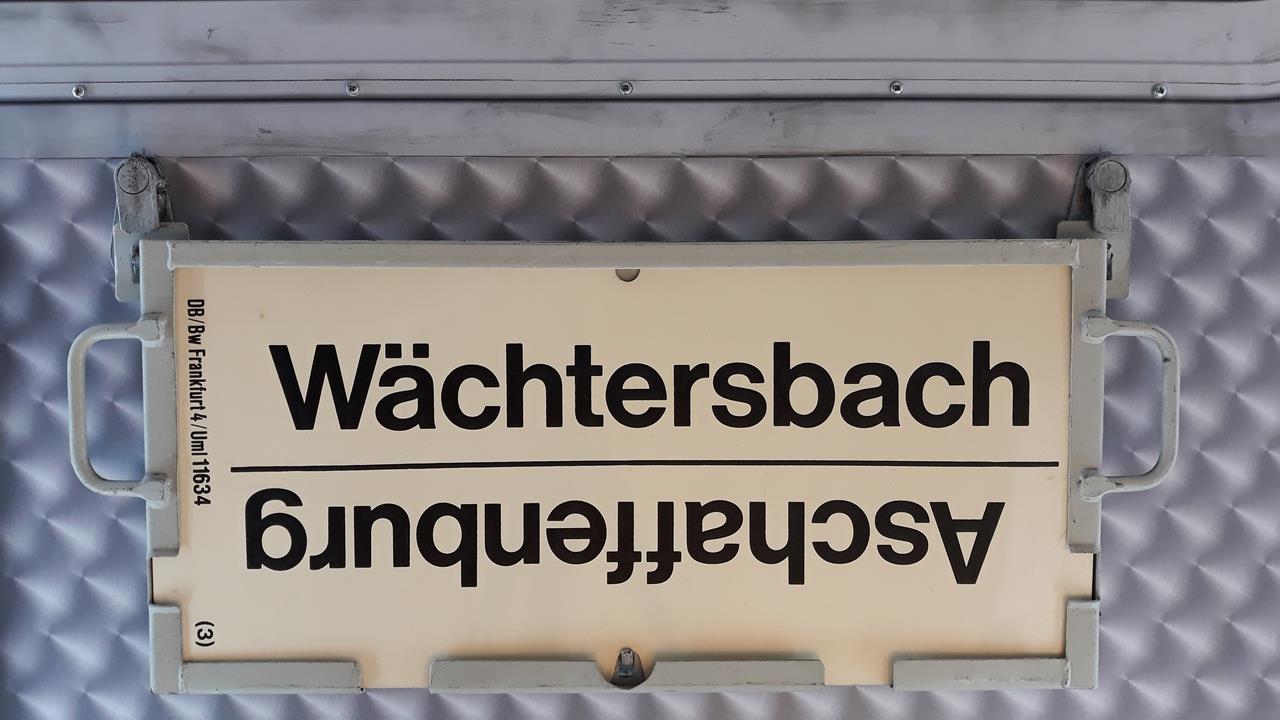 Wächtersbach
Aschaffenburg
DB/Bw Frankfurt 4/Uml 11634
(3)